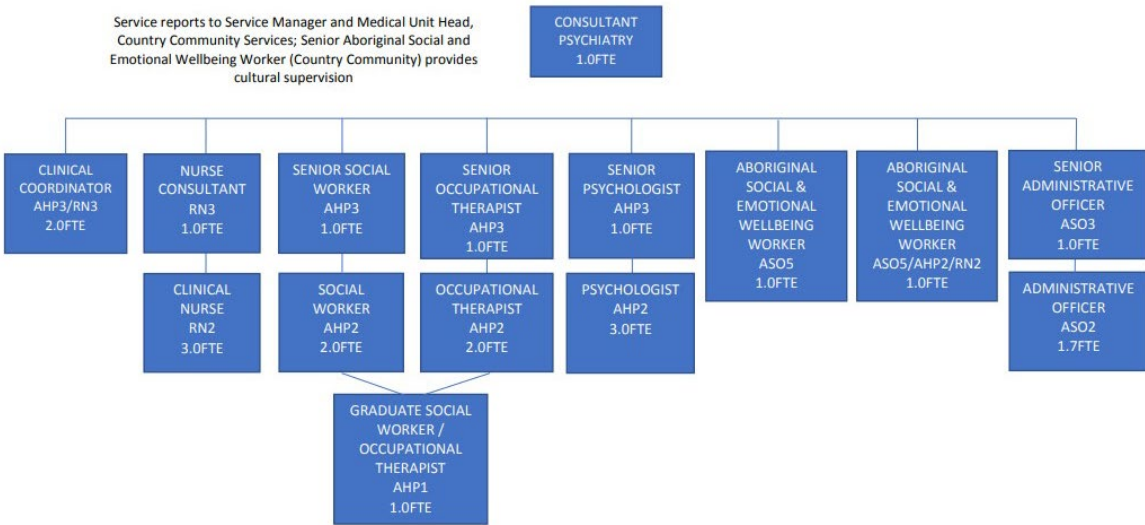 Service reports to Service Manager and Medical Unit Head,
Country Community Services; Senior Aboriginal Social and
Emotional Wellbeing Worker (Country Community) provides
cultural supervision
CONSULTANT
PSYCHIATRY
1.0FTE
CLINICAL
COORDINATOR
AHP3/RN3
2.0FTE
NURSE
CONSULTANT
RN3
1.0FTE
SENIOR SOCIAL
WORKER
AHP3
1.0FTE
SENIOR
OCCUPATIONAL
THERAPIST
AHP3
1.0FTE
SENIOR
PSYCHOLOGIST
AHP3
1.0FTE
ABORIGINAL
SOCIAL &
EMOTIONAL
WELLBEING
WORKER
ASO5
1.0FTE
ABORIGINAL
SOCIAL &
EMOTIONAL
WELLBEING
WORKER
ASO5/AHP2/RN2
1.0FTE
SENIOR
ADMINISTRATIVE
OFFICER
ASO3
1.0FTE
CLINICAL
NURSE
RN2
3.0FTE
SOCIAL
WORKER
AHP2
2.0FTE
OCCUPATIONAL
THERAPIST
AHP2
2.0FTE
PSYCHOLOGIST
AHP2
3.0FTE
ADMINISTRATIVE
OFFICER
ASO2
1.7FTE
GRADUATE SOCIAL
WORKER /
OCCUPATIONAL
THERAPIST
AHP1
1.0FTE